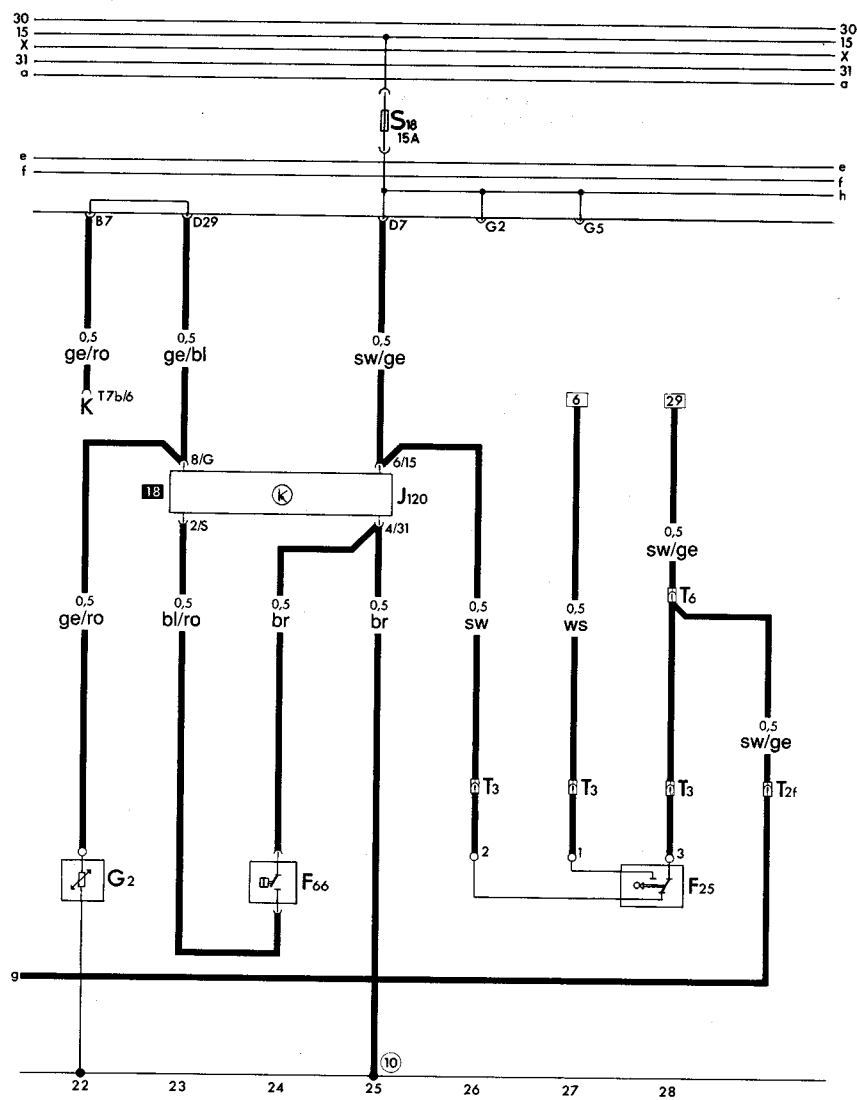 30 30
15 15
X X
31 31
a a
S18
15A
e e
f f
h
B7 D29 D7 G2 G5
0,5 0,5 0,5
ge/ro ge/bl sw/ge
K T7b/6 6 29
8/G 6/15
18 K J120
2/S 4/31
0,5
sw/ge
T6
0,5 0,5 0,5 0,5 0,5 0,5
ge/ro bl/ro br br sw ws
0,5
sw/ge
T3 T3 T3 T2f
2 1 3
G2 F66 F25
g
10
22 23 24 25 26 27 28